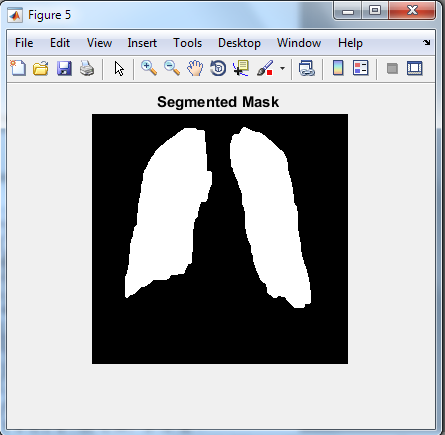 Figure 5
File Edit View Insert Tools Desktop Window Help
Segmented Mask